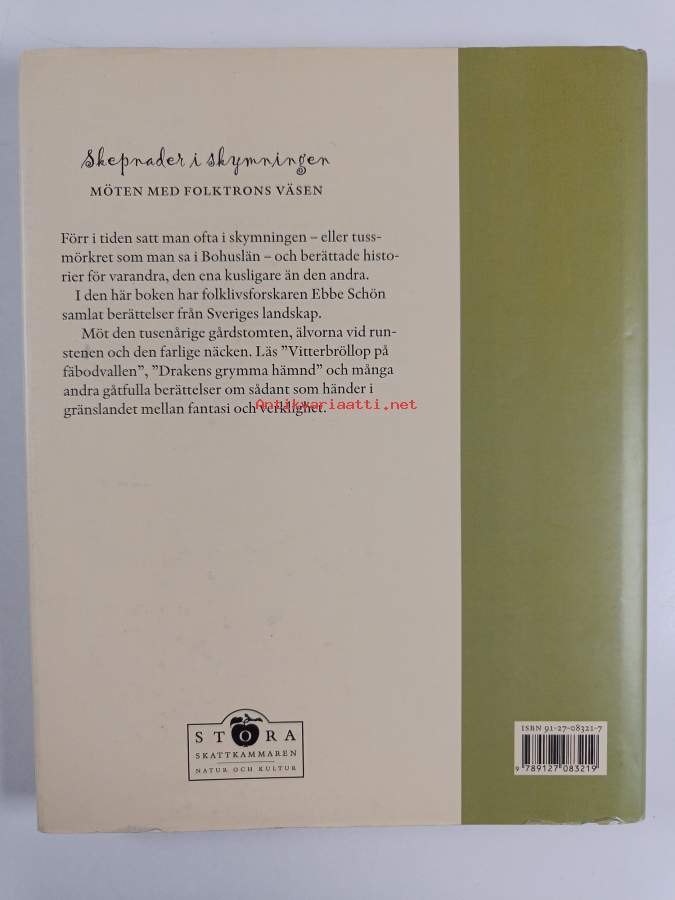 Skepnader i skymningen
MÖTEN MED FOLKTRONS VÄSEN
Förr i tiden satt man ofta i skymningen – eller tuss-
mörkret som man sa i Bohuslän – och berättade histo-
rier för varandra, den ena kusligare än den andra.
I den här boken har folklivsforskaren Ebbe Schön
samlat berättelser från Sveriges landskap.
Möt den tusenårige gårdstomten, älvorna vid run-
stenen och den farlige näcken. Läs ”Vitterbröllop på
fäbodvallen”, ”Drakens grymma hämnd” och många
andra gåtfulla berättelser om sådant som händer i
gränslandet mellan fantasi och verklighet.
Antikvariaatti.net
STORA
SKATTKAMMAREN
NATUR OCH KULTUR
ISBN 91-27-08321-7
9 789127 083219